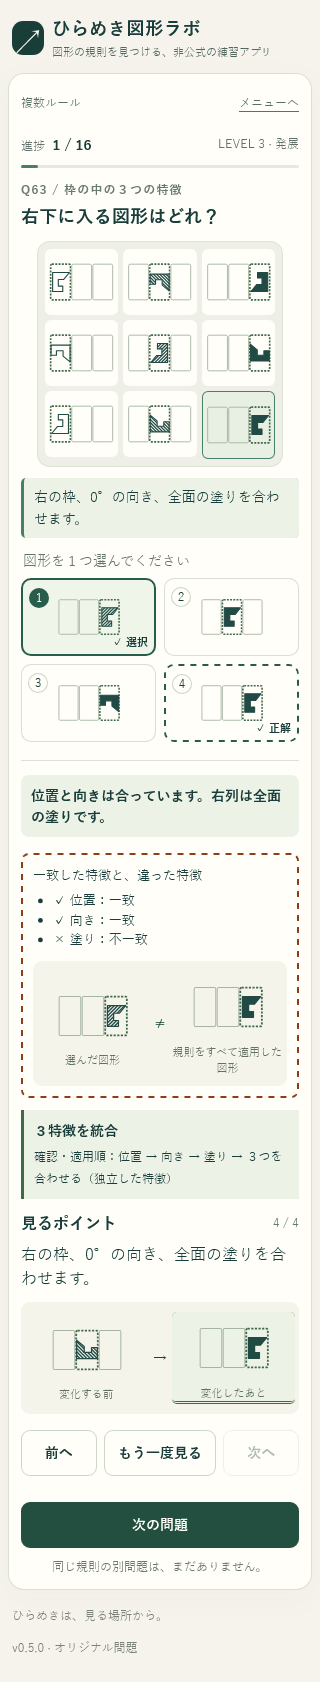 ひらめき図形ラボ
図形の規則を見つける、非公式の練習アプリ
複数ルール
メニューへ
進捗 1 / 16
LEVEL 3 · 発展
Q63 / 枠の中の３つの特徴
右下に入る図形はどれ？
右の枠、0°の向き、全面の塗りを合わ
せます。
図形を１つ選んでください
1
✓ 選択
2
3
4
✓ 正解
位置と向きは合っています。右列は全面
の塗りです。
一致した特徴と、違った特徴
• ✓ 位置：一致
• ✓ 向き：一致
• × 塗り：不一致
≠
選んだ図形
規則をすべて適用した
図形
３特徴を統合
確認・適用順：位置 → 向き → 塗り → ３つを
合わせる（独立した特徴）
見るポイント
4 / 4
右の枠、0°の向き、全面の塗りを合
わせます。
→
変化する前
変化したあと
前へ
もう一度見る
次へ
次の問題
同じ規則の別問題は、まだありません。
ひらめきは、見る場所から。
v0.5.0 · オリジナル問題